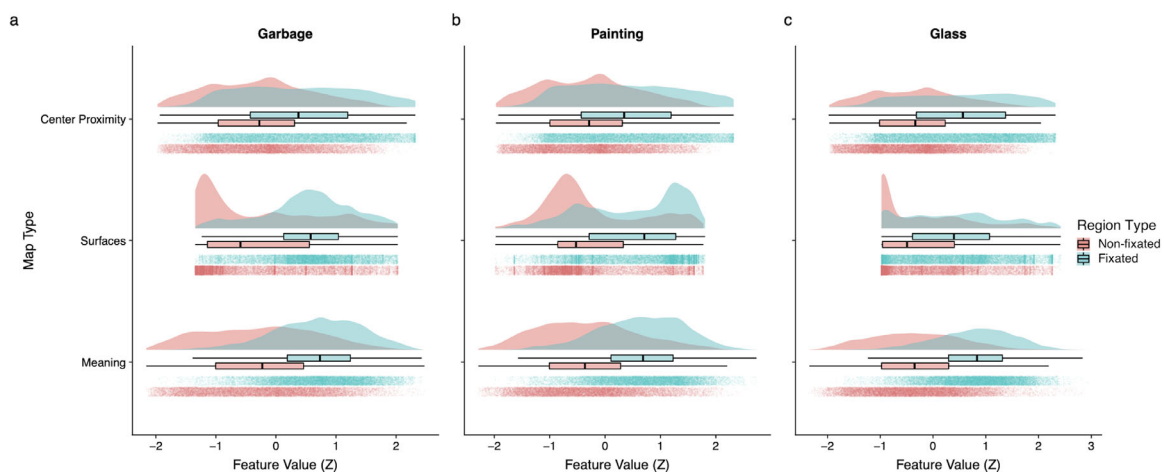 a
Garbage
b
Painting
c
Glass
Map Type
Center Proximity
Surfaces
Meaning
−2 −1 0 1 2
Feature Value (Z)
−2 −1 0 1 2
Feature Value (Z)
−2 −1 0 1 2 3
Feature Value (Z)
Region Type
Non-fixated
Fixated